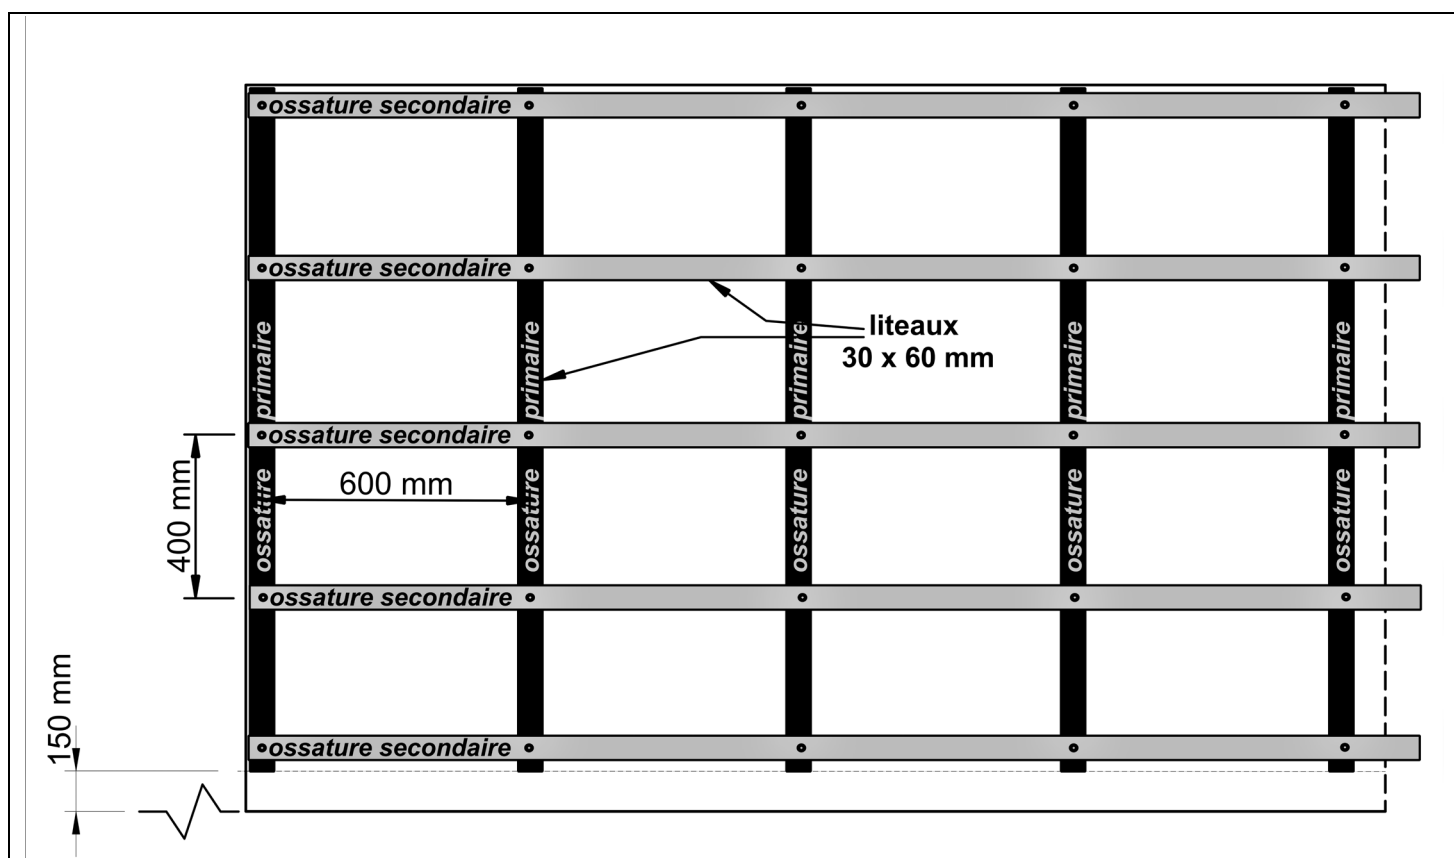 ossature secondaire
ossature secondaire
liteaux
30 x 60 mm
primaire
primaire
primaire
primaire
primaire
ossature secondaire
600 mm
400 mm
ossature
ossature
ossature
ossature
ossature
ossature secondaire
150 mm
ossature secondaire